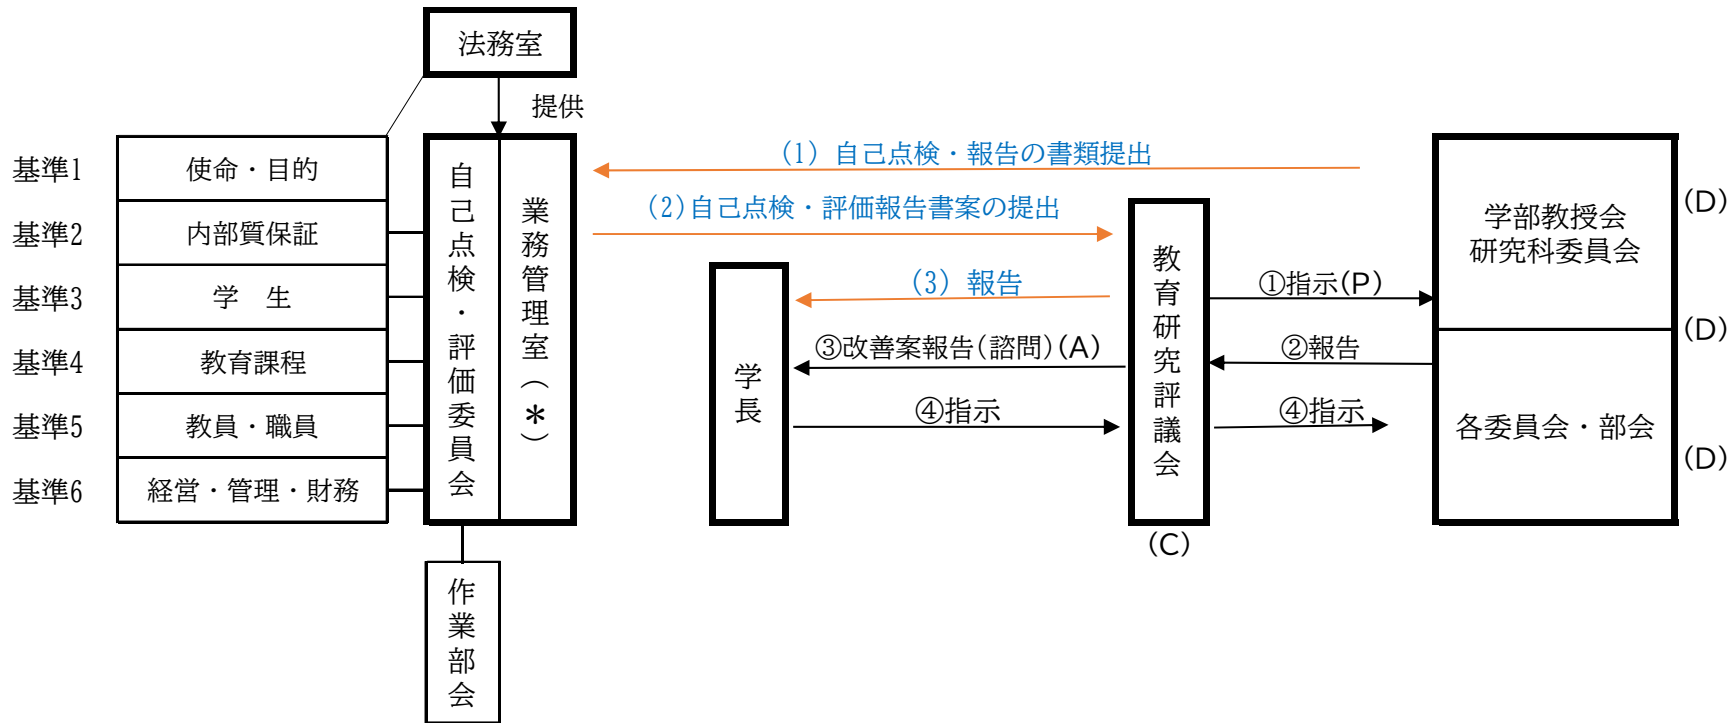 法務室
提供
基準1
使命・目的
基準2
内部質保証
基準3
学　生
基準4
教育課程
基準5
教員・職員
基準6
経営・管理・財務
自己点検・評価委員会
業務管理室（＊）
作業部会
(1) 自己点検・報告の書類提出
(2)自己点検・評価報告書案の提出
(3) 報告
③改善案報告(諮問)(A)
④指示
学長
教育研究評議会
(C)
①指示(P)
②報告
④指示
学部教授会
研究科委員会
各委員会・部会
(D)
(D)
(D)